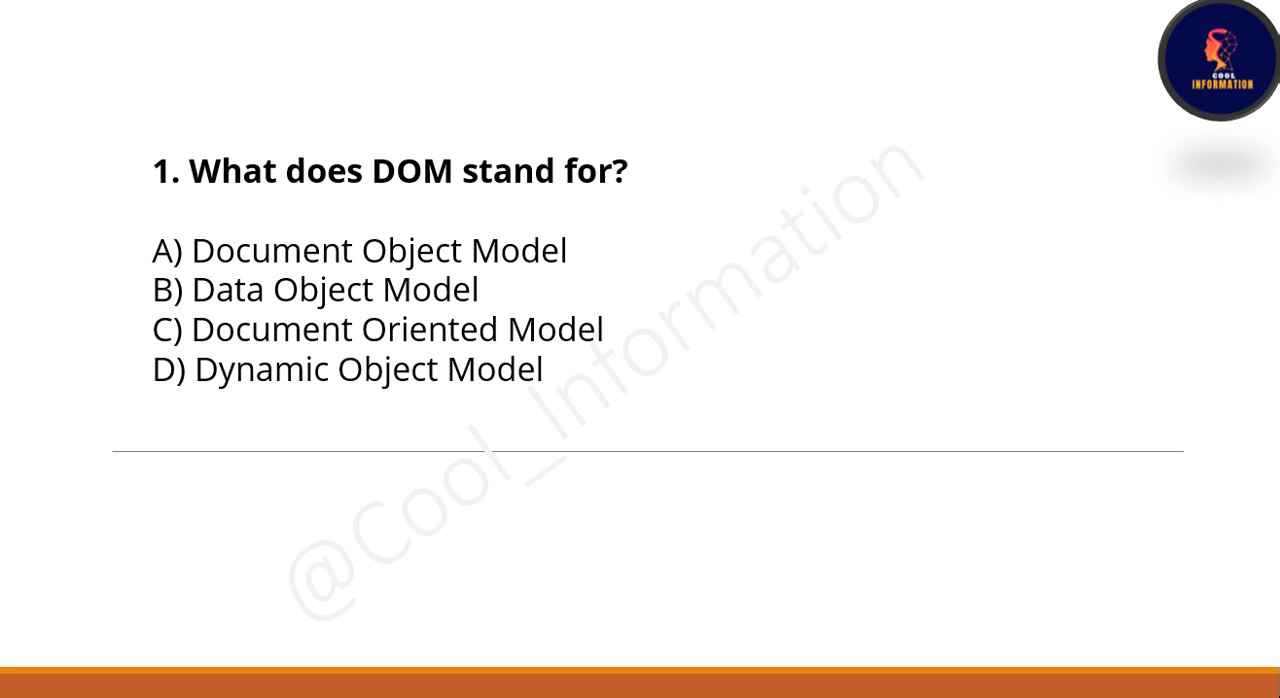 COOL
INFORMATION
1. What does DOM stand for?
A) Document Object Model
B) Data Object Model
C) Document Oriented Model
D) Dynamic Object Model
@Cool_Information